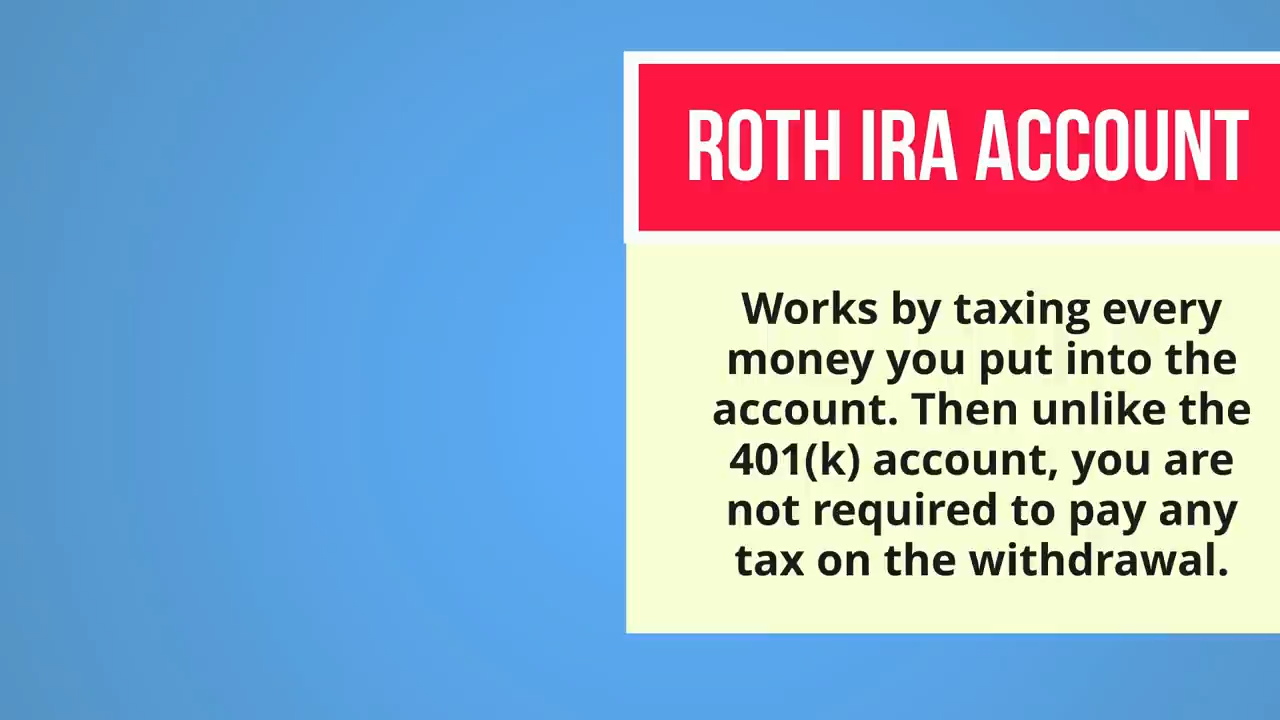 ROTH IRA ACCOUNT
Works by taxing every
money you put into the
account. Then unlike the
401(k) account, you are
not required to pay any
tax on the withdrawal.